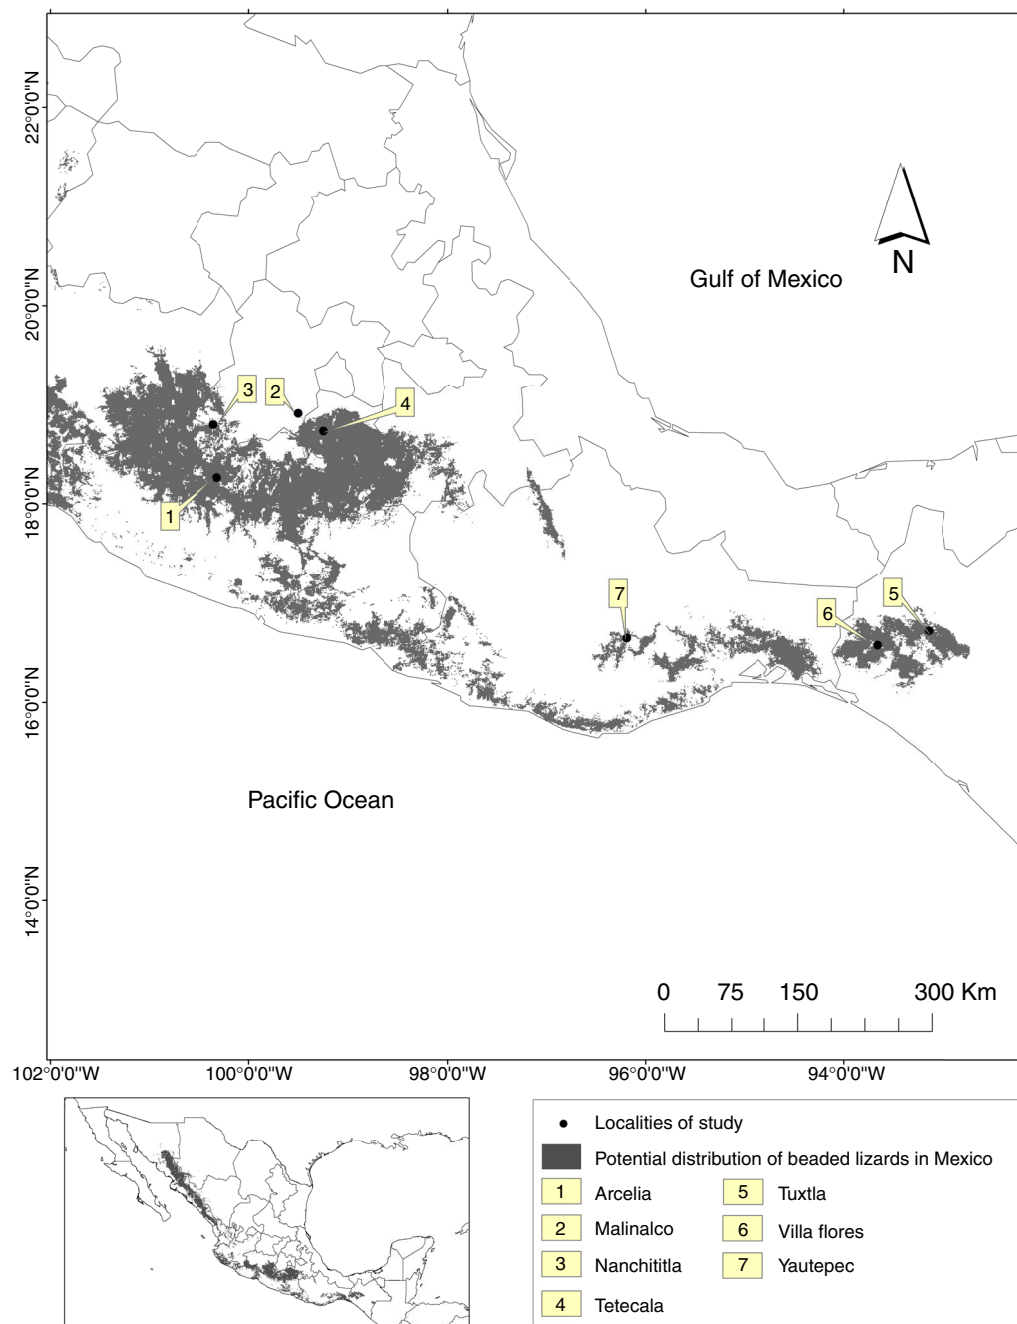 22°0'0"N
20°0'0"N
18°0'0"N
16°0'0"N
14°0'0"N
Gulf of Mexico
N
3
2
4
1
7
6
5
Pacific Ocean
0 75 150 300 Km
102°0'0"W 100°0'0"W 98°0'0"W 96°0'0"W 94°0'0"W
Localities of study
Potential distribution of beaded lizards in Mexico
1 Arcelia
2 Malinalco
3 Nanchititla
4 Tetecala
5 Tuxtla
6 Villa flores
7 Yautepec